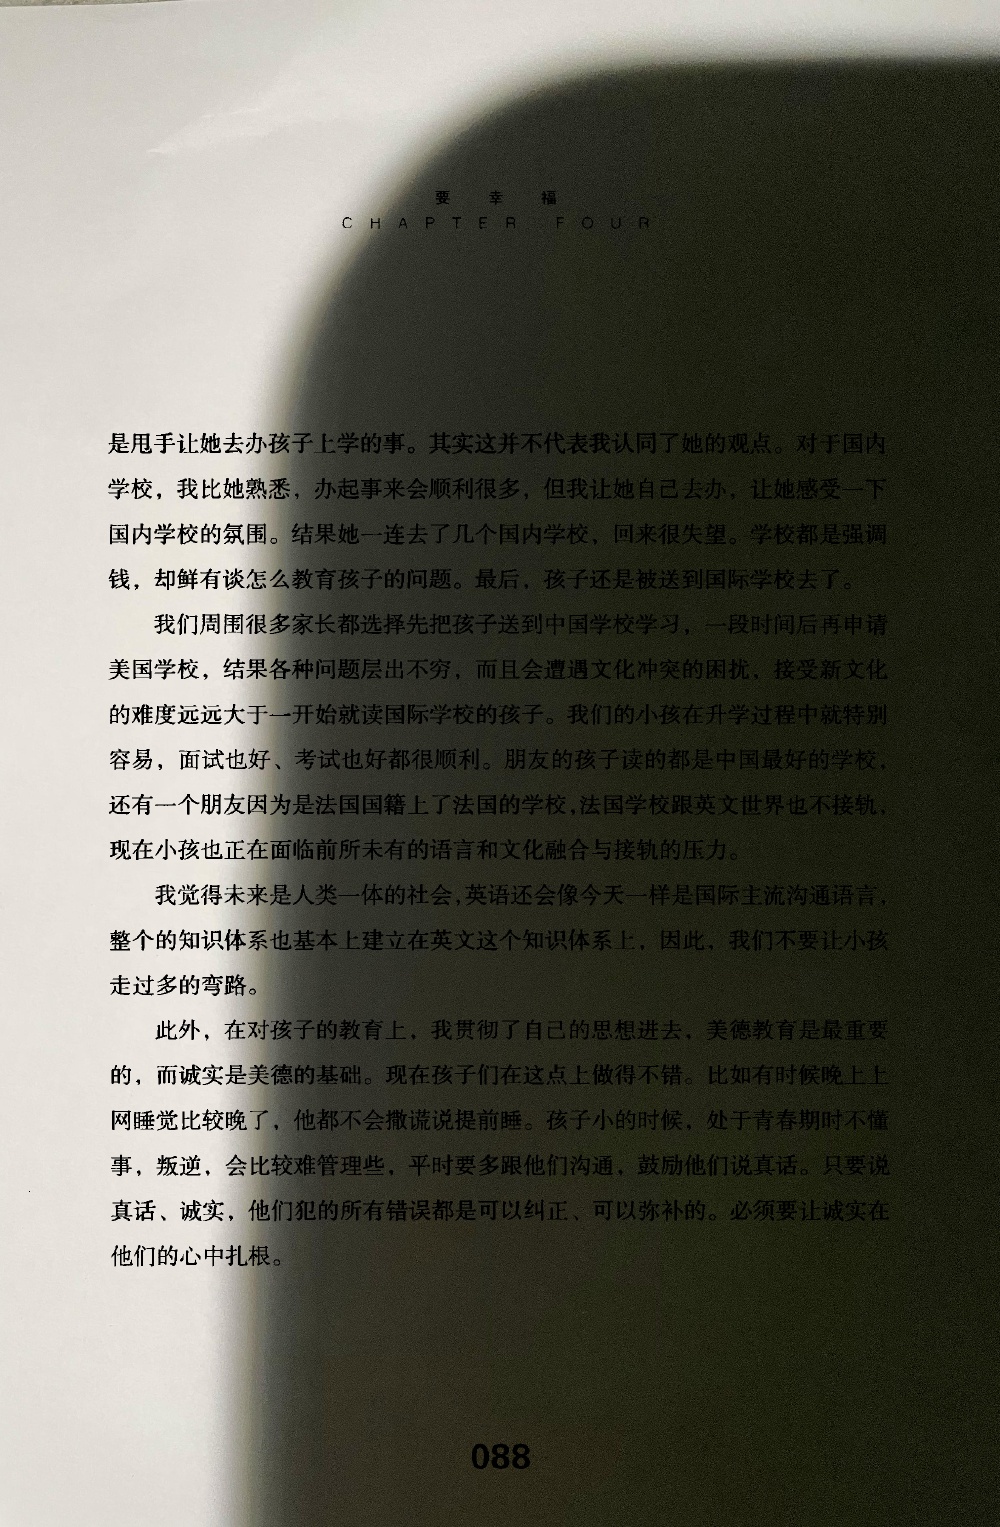 要 幸 福
CHAPTER FOUR
是甩手让她去办孩子上学的事。其实这并不代表我认同了她的观点。对于国内
学校，我比她熟悉，办起事来会顺利很多，但我让她自己去办，让她感受一下
国内学校的氛围。结果她一连去了几个国内学校，回来很失望。学校都是强调
钱，却鲜有谈怎么教育孩子的问题。最后，孩子还是被送到国际学校去了。
我们周围很多家长都选择先把孩子送到中国学校学习，一段时间后再申请
美国学校，结果各种问题层出不穷，而且会遭遇文化冲突的困扰，接受新文化
的难度远远大于一开始就读国际学校的孩子。我们的小孩在升学过程中就特别
容易，面试也好、考试也好都很顺利。朋友的孩子读的都是中国最好的学校，
还有一个朋友因为是法国国籍上了法国的学校，法国学校跟英文世界也不接轨，
现在小孩也正在面临前所未有的语言和文化融合与接轨的压力。
我觉得未来是人类一体的社会，英语还会像今天一样是国际主流沟通语言，
整个的知识体系也基本上建立在英文这个知识体系上，因此，我们不要让小孩
走过多的弯路。
此外，在对孩子的教育上，我贯彻了自己的思想进去，美德教育是最重要
的，而诚实是美德的基础。现在孩子们在这点上做得不错。比如有时候晚上上
网睡觉比较晚了，他都不会撒谎说提前睡。孩子小的时候，处于青春期时不懂
事，叛逆，会比较难管理些，平时要多跟他们沟通，鼓励他们说真话。只要说
真话、诚实，他们犯的所有错误都是可以纠正、可以弥补的。必须要让诚实在
他们的心中扎根。
088